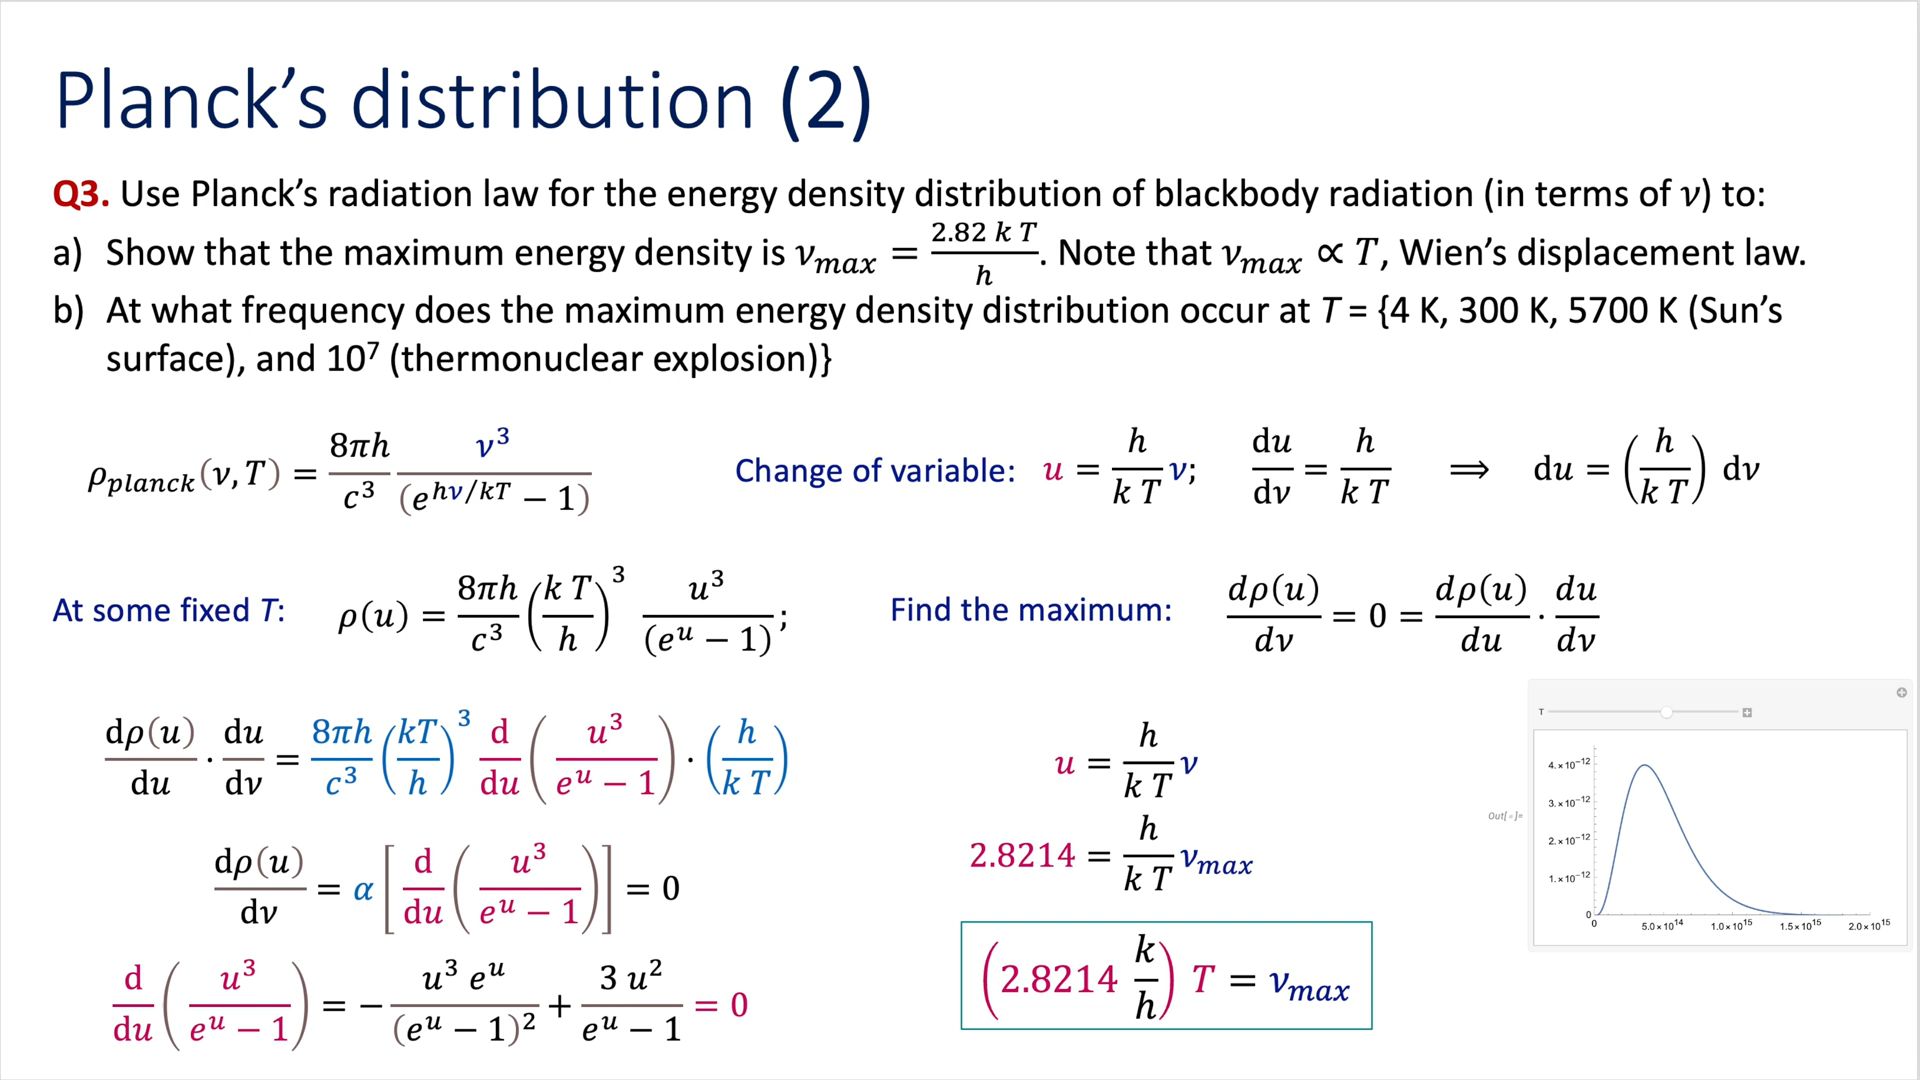 Planck's distribution (2)
Q3. Use Planck's radiation law for the energy density distribution of blackbody radiation (in terms of ν) to:
a) Show that the maximum energy density is ν_max = 2.82 k T / h. Note that ν_max ∝ T, Wien's displacement law.
b) At what frequency does the maximum energy density distribution occur at T = {4 K, 300 K, 5700 K (Sun's
surface), and 10⁷ (thermonuclear explosion)}
ρ_planck(ν, T) = 8πh/c³ ν³/(e^{hν/kT} − 1)
Change of variable: u = h/(k T) ν; du/dν = h/(k T) ⟹ du = (h/(k T)) dν
At some fixed T: ρ(u) = 8πh/c³ (k T/h)³ u³/(e^u − 1);
Find the maximum: dρ(u)/dν = 0 = dρ(u)/du · du/dν
dρ(u)/du · du/dν = 8πh/c³ (kT/h)³ d/du (u³/(e^u − 1)) · (h/(k T))
dρ(u)/dν = α [d/du (u³/(e^u − 1))] = 0
d/du (u³/(e^u − 1)) = − u³ e^u/(e^u − 1)² + 3 u²/(e^u − 1) = 0
u = h/(k T) ν
2.8214 = h/(k T) ν_max
(2.8214 k/h) T = ν_max
T
Out[◦]=
4.×10⁻¹²
3.×10⁻¹²
2.×10⁻¹²
1.×10⁻¹²
0
0 5.0×10¹⁴ 1.0×10¹⁵ 1.5×10¹⁵ 2.0×10¹⁵